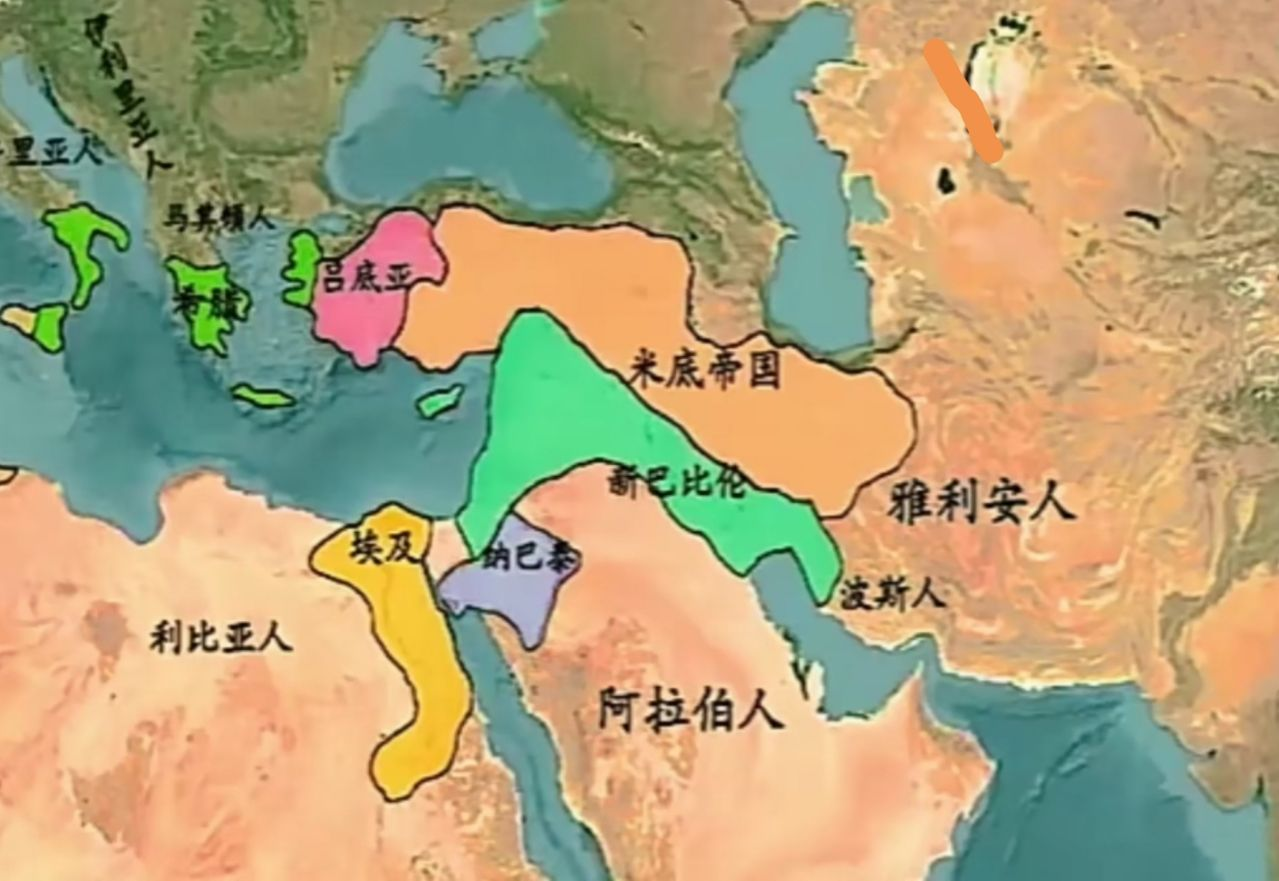 伊利里亚人
里亚人
马其顿人
吕底亚
希腊
米底帝国
新巴比伦
雅利安人
埃及
纳巴泰
波斯人
利比亚人
阿拉伯人